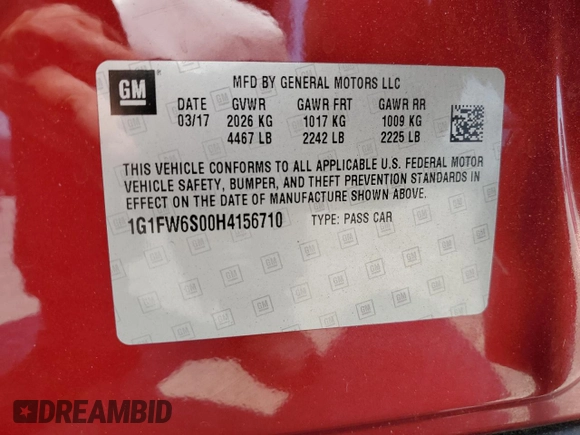 GM
MFD BY GENERAL MOTORS LLC
DATE GVWR GAWR FRT GAWR RR
03/17 2026 KG 1017 KG 1009 KG
4467 LB 2242 LB 2225 LB
THIS VEHICLE CONFORMS TO ALL APPLICABLE U.S. FEDERAL MOTOR
VEHICLE SAFETY, BUMPER, AND THEFT PREVENTION STANDARDS IN
EFFECT ON THE DATE OF MANUFACTURE SHOWN ABOVE.
1G1FW6S00H4156710 TYPE: PASS CAR
DREAMBID